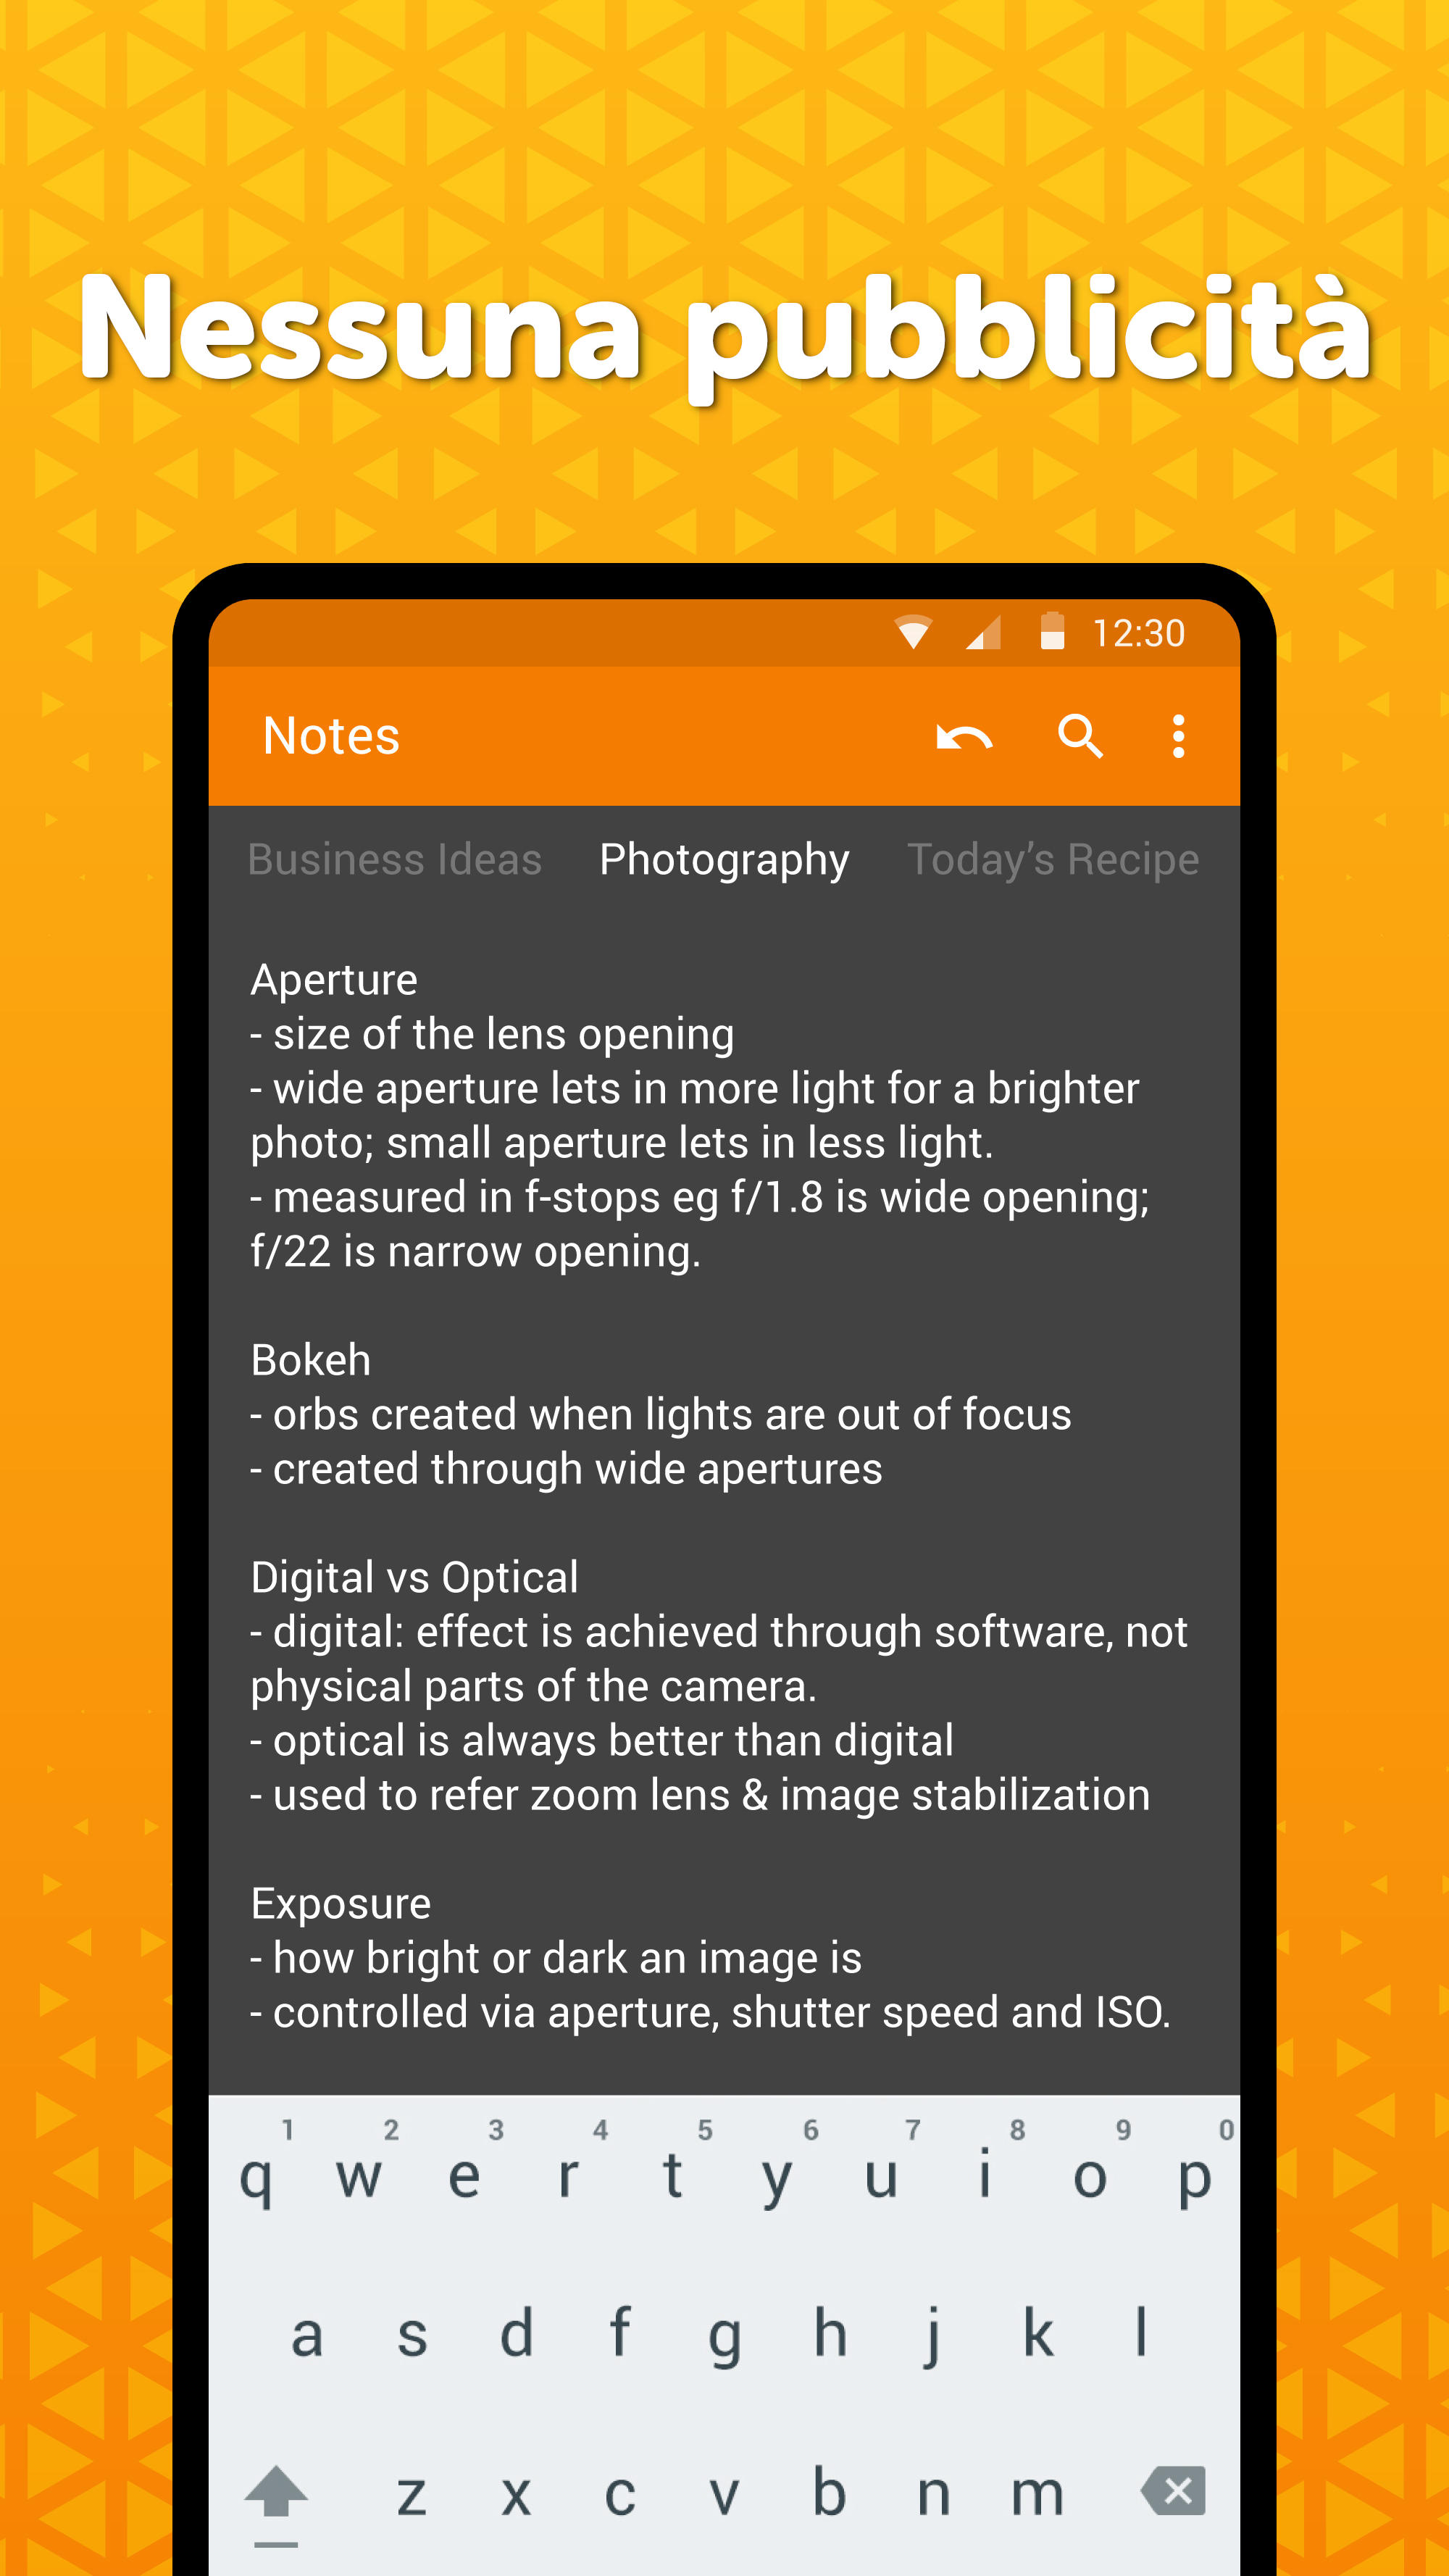 Nessuna pubblicità
12:30
Notes
Business Ideas Photography Today’s Recipe
Aperture
- size of the lens opening
- wide aperture lets in more light for a brighter
photo; small aperture lets in less light.
- measured in f-stops eg f/1.8 is wide opening;
f/22 is narrow opening.
Bokeh
- orbs created when lights are out of focus
- created through wide apertures
Digital vs Optical
- digital: effect is achieved through software, not
physical parts of the camera.
- optical is always better than digital
- used to refer zoom lens & image stabilization
Exposure
- how bright or dark an image is
- controlled via aperture, shutter speed and ISO.
1 2 3 4 5 6 7 8 9 0
q w e r t y u i o p
a s d f g h j k l
z x c v b n m